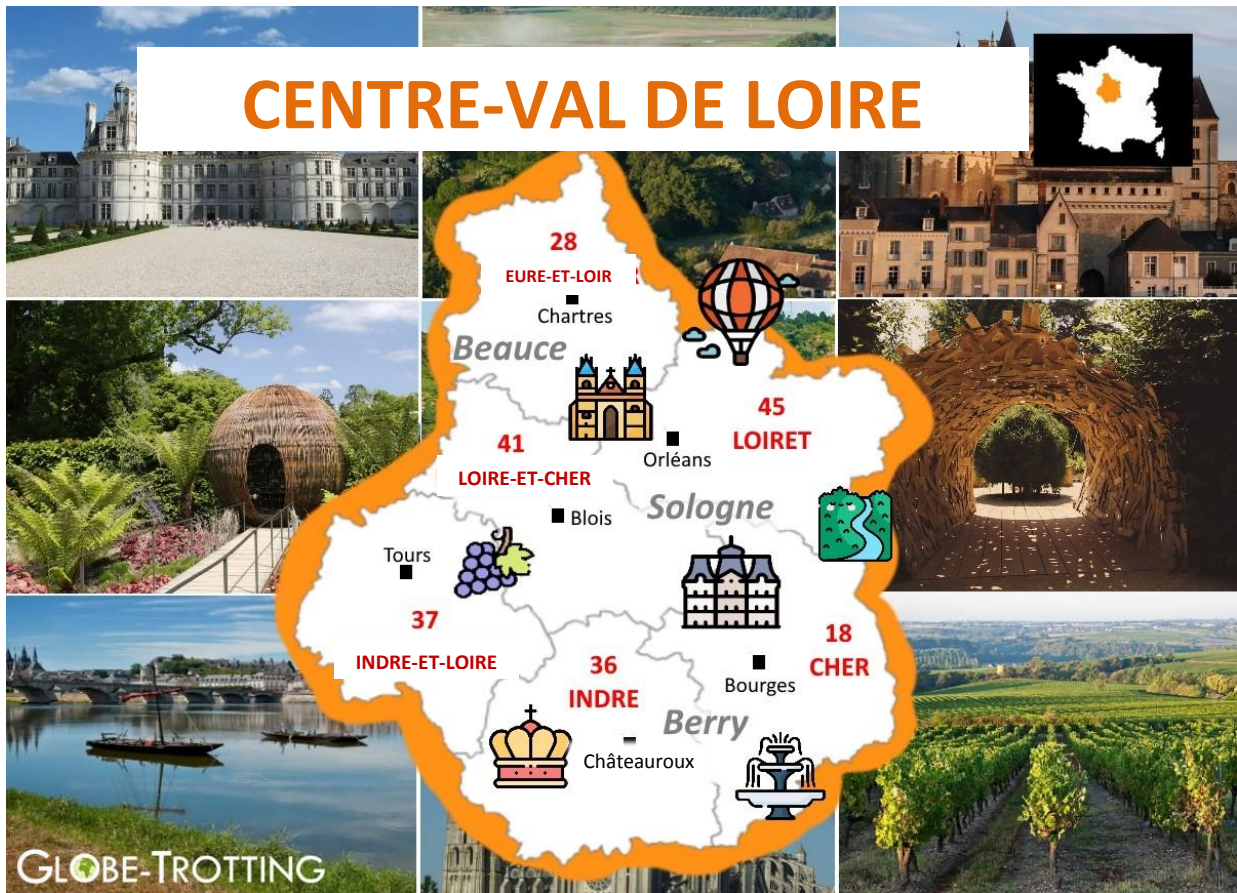 CENTRE-VAL DE LOIRE
28
EURE-ET-LOIR
Chartres
Beauce
45
LOIRET
41
LOIRE-ET-CHER
Orléans
Sologne
Blois
Tours
37
INDRE-ET-LOIRE
18
CHER
36
INDRE
Bourges
Berry
Châteauroux
GLOBE-TROTTING